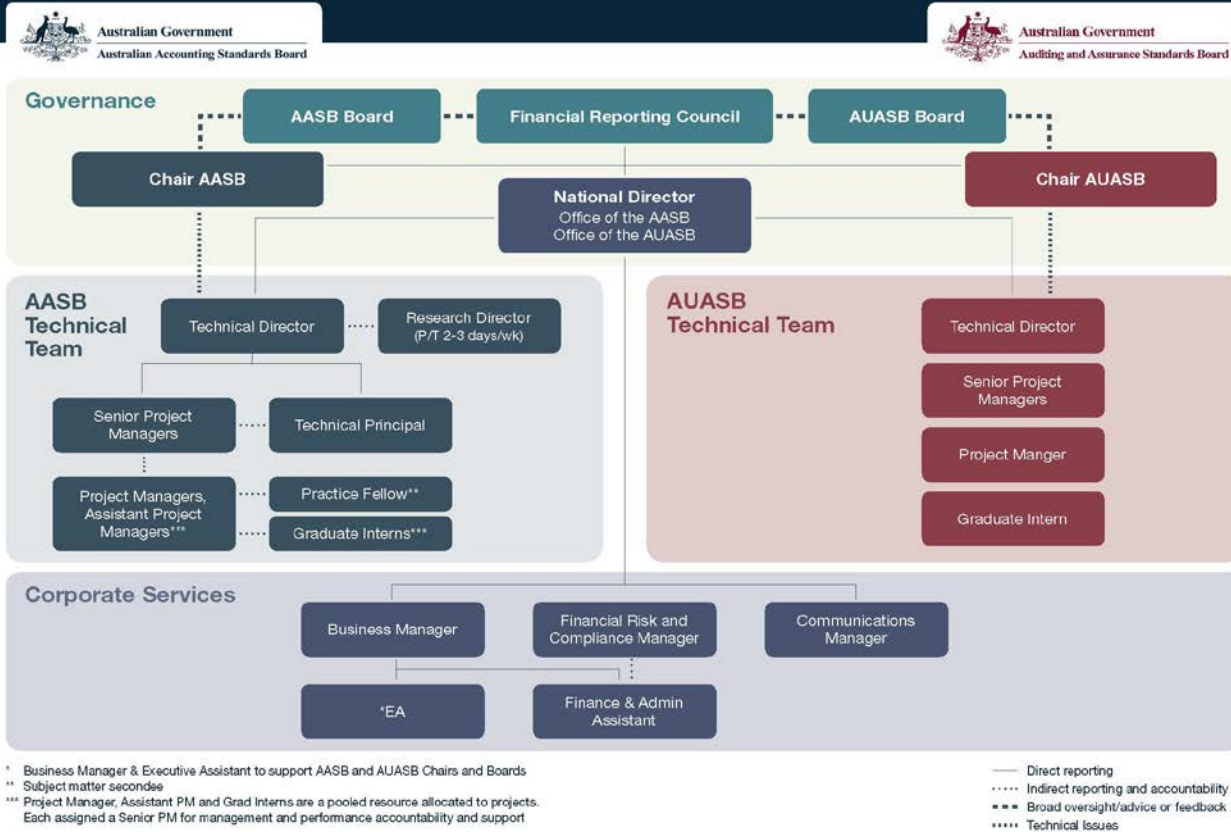 Australian Government
Australian Accounting Standards Board
Australian Government
Auditing and Assurance Standards Board
Governance
AASB Board
Financial Reporting Council
AUASB Board
Chair AASB
Chair AUASB
National Director
Office of the AASB
Office of the AUASB
AASB
Technical
Team
Technical Director
Research Director
(P/T 2-3 days/wk)
Senior Project
Managers
Technical Principal
Project Managers,
Assistant Project
Managers***
Practice Fellow**
Graduate Interns***
AUASB
Technical Team
Technical Director
Senior Project
Managers
Project Manger
Graduate Intern
Corporate Services
Business Manager
Financial Risk and
Compliance Manager
Communications
Manager
*EA
Finance & Admin
Assistant
* Business Manager & Executive Assistant to support AASB and AUASB Chairs and Boards
** Subject matter secondee
*** Project Manager, Assistant PM and Grad Interns are a pooled resource allocated to projects.
Each assigned a Senior PM for management and performance accountability and support
Direct reporting
Indirect reporting and accountability
Broad oversight/advice or feedback
Technical Issues